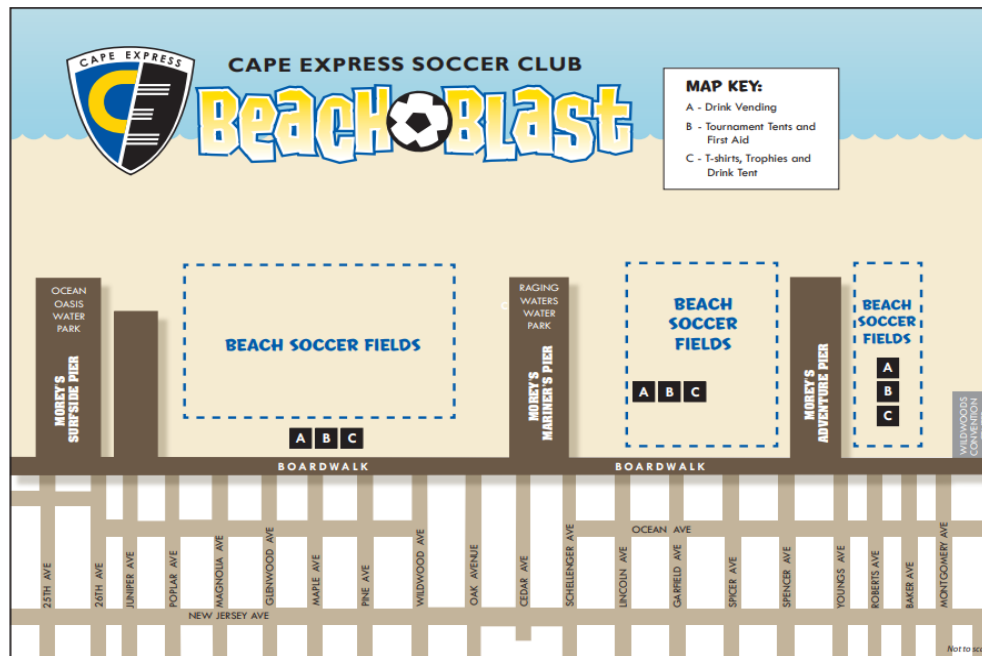 CAPE EXPRESS
CE
CAPE EXPRESS SOCCER CLUB
BEACH BLAST
MAP KEY:
A - Drink Vending
B - Tournament Tents and
First Aid
C - T-shirts, Trophies and
Drink Tent
OCEAN
OASIS
WATER
PARK
MOREY'S
SURFSIDE PIER
BEACH SOCCER FIELDS
A B C
RAGING
WATERS
WATER
PARK
MOREY'S
MARINER'S PIER
BEACH
SOCCER
FIELDS
A B C
MOREY'S
ADVENTURE PIER
BEACH
SOCCER
FIELDS
A
B
C
WILDWOODS
CONVENTION
BOARDWALK
BOARDWALK
OCEAN AVE
25TH AVE
26TH AVE
JUNIPER AVE
POPLAR AVE
MAGNOLIA AVE
GLENWOOD AVE
MAPLE AVE
PINE AVE
WILDWOOD AVE
OAK AVENUE
CEDAR AVE
SCHELLENGER AVE
LINCOLN AVE
GARFIELD AVE
SPICER AVE
SPENCER AVE
YOUNGS AVE
ROBERTS AVE
BAKER AVE
MONTGOMERY AVE
NEW JERSEY AVE
Not to